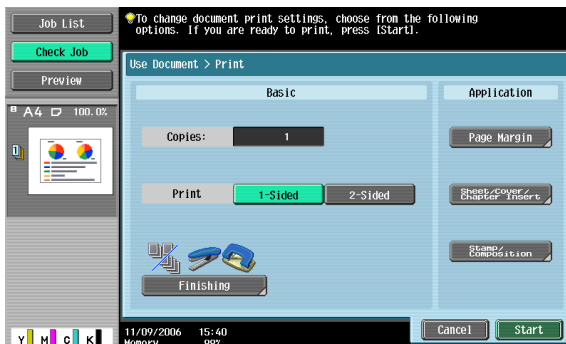 Job List
Check Job
Preview
A4 100.0%
1
To change document print settings, choose from the following
options. If you are ready to print, press [Start].
Use Document > Print
Basic
Copies: 1
Print 1-Sided 2-Sided
Finishing
Application
Page Margin
Sheet/Cover/
Chapter Insert
Stamp/
Composition
Y M C K
11/09/2006 15:40
Memory 99%
Cancel Start